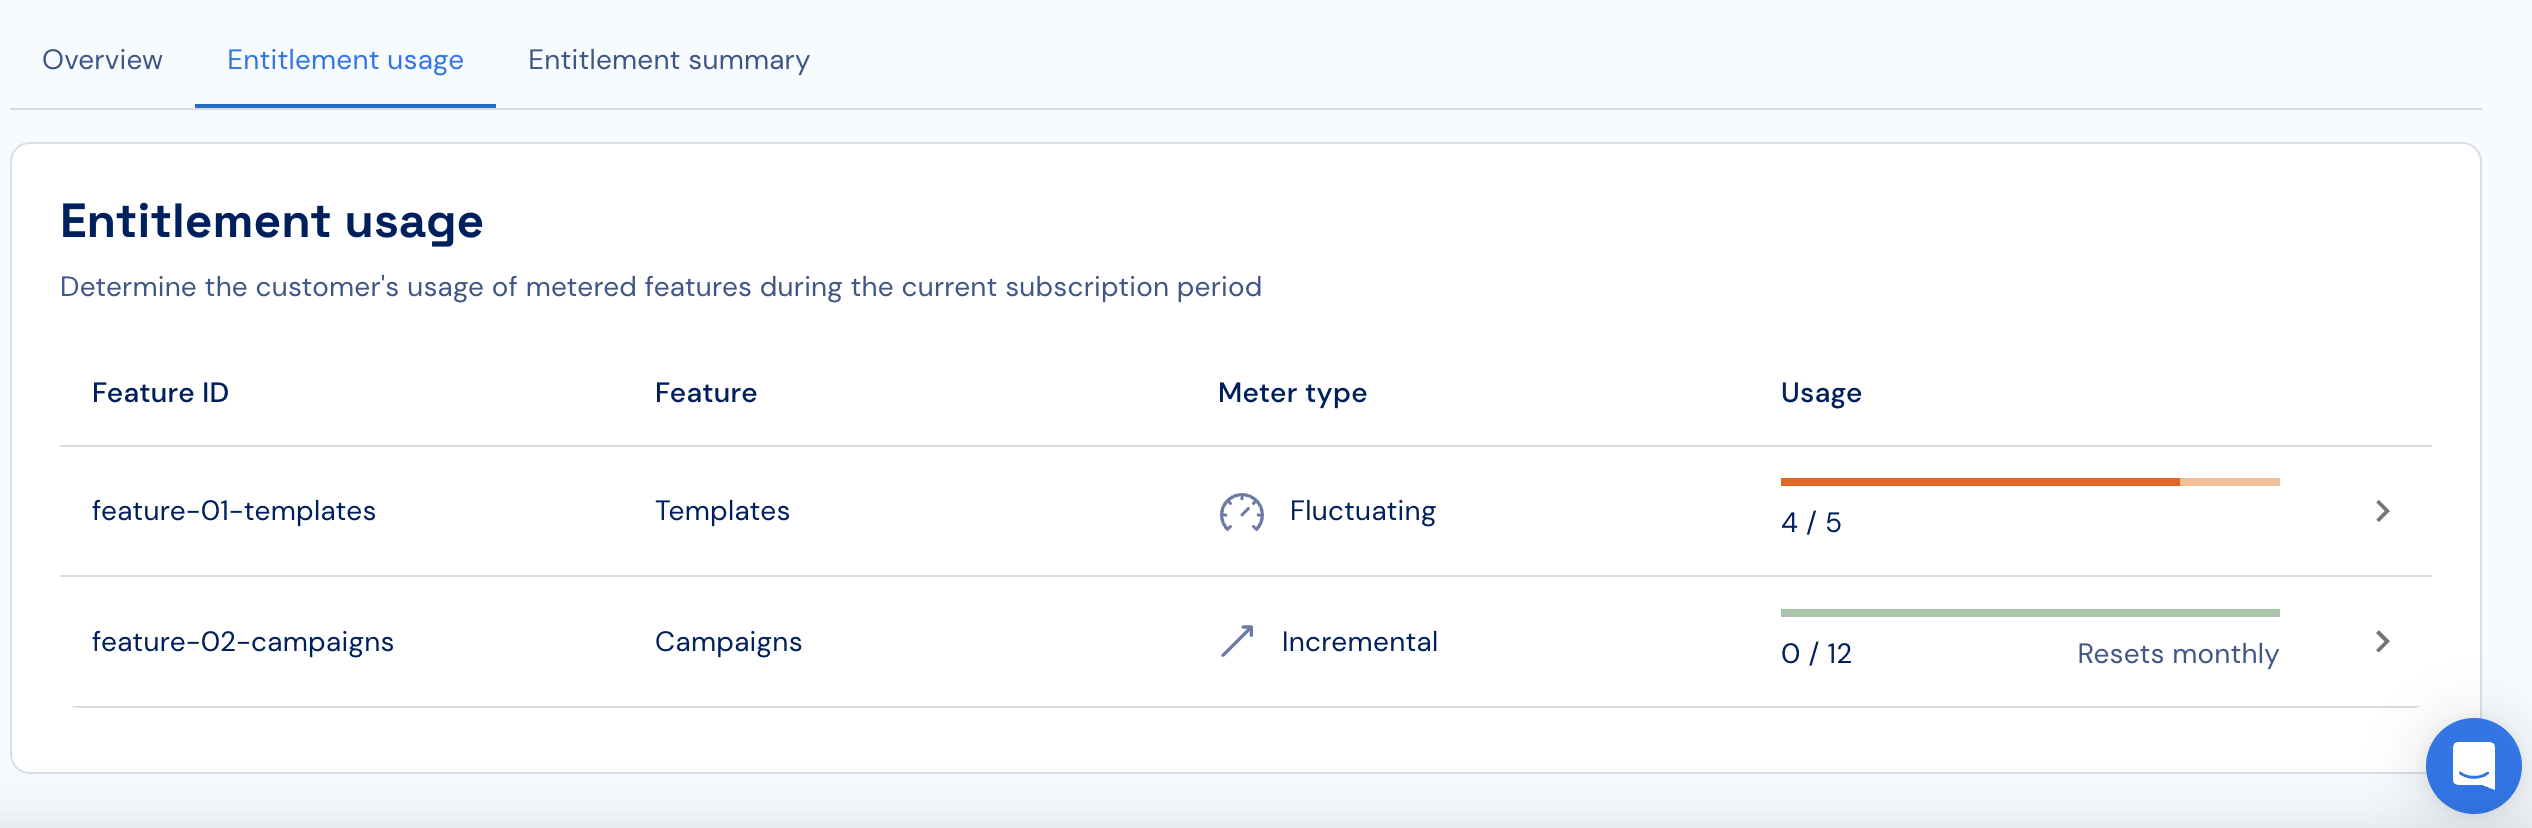 Overview Entitlement usage Entitlement summary
Entitlement usage
Determine the customer's usage of metered features during the current subscription period
Feature ID Feature Meter type Usage
feature-01-templates Templates Fluctuating 4 / 5
feature-02-campaigns Campaigns Incremental 0 / 12 Resets monthly